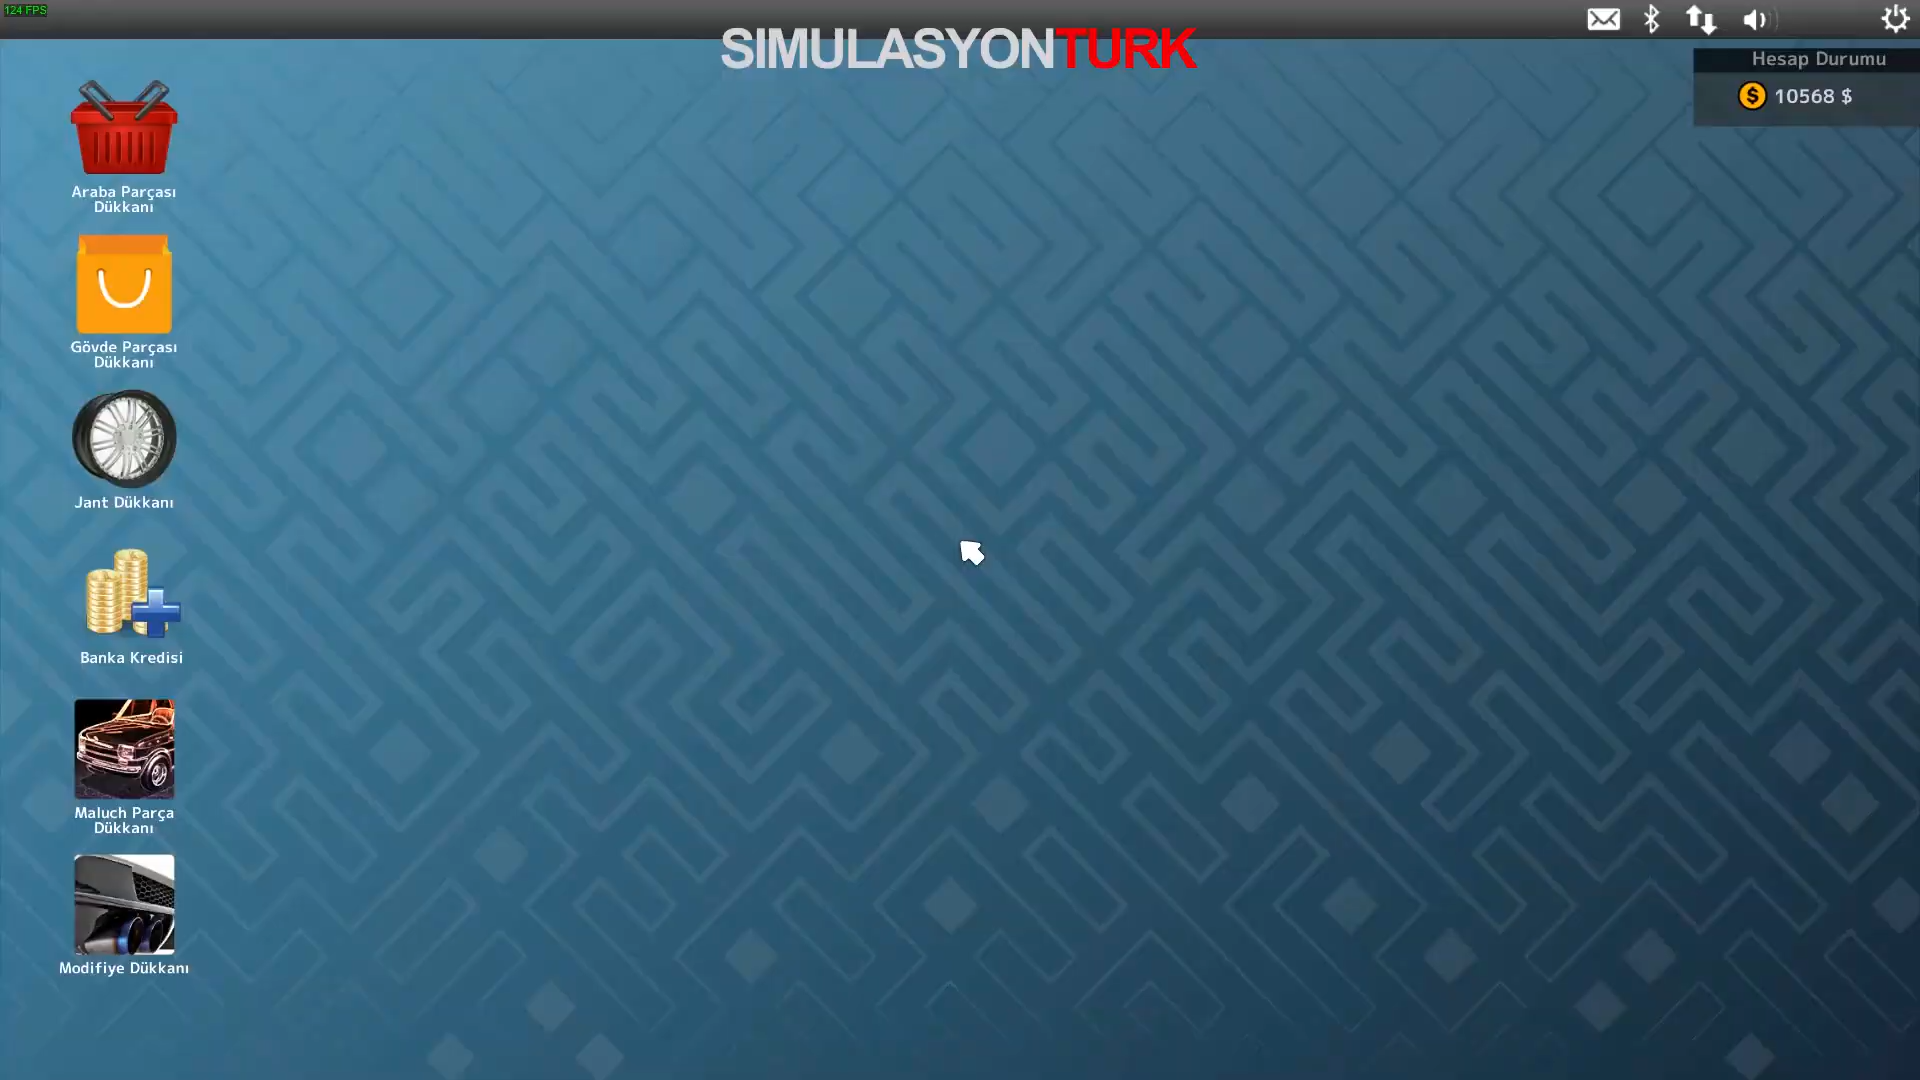 124 FPS
SIMULASYONTURK
Hesap Durumu
10568 $
Araba Parçası
Dükkanı
Gövde Parçası
Dükkanı
Jant Dükkanı
Banka Kredisi
Maluch Parça
Dükkanı
Modifiye Dükkanı